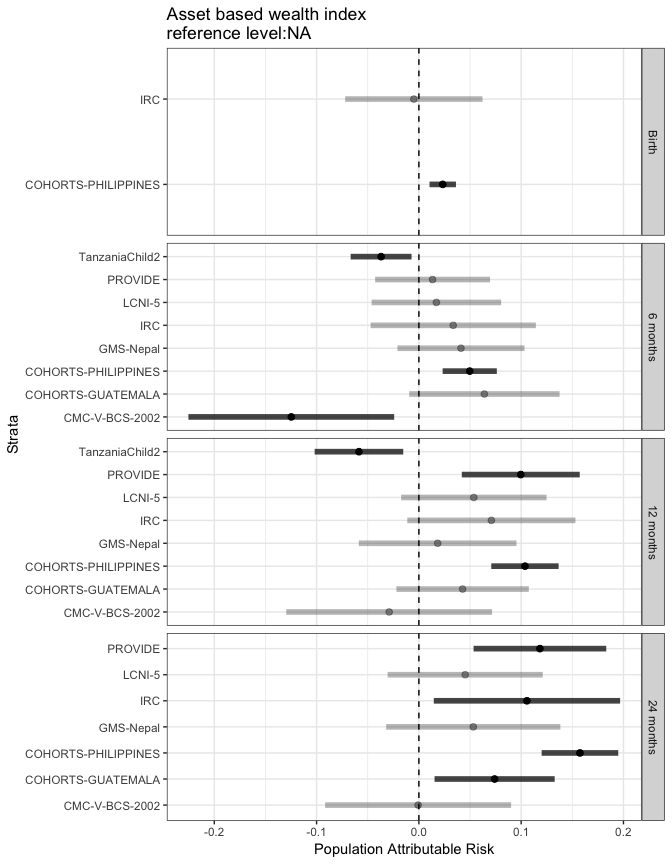 Asset based wealth index
reference level:NA
Strata
IRC
COHORTS-PHILIPPINES
Birth
TanzaniaChild2
PROVIDE
LCNI-5
IRC
GMS-Nepal
COHORTS-PHILIPPINES
COHORTS-GUATEMALA
CMC-V-BCS-2002
6 months
TanzaniaChild2
PROVIDE
LCNI-5
IRC
GMS-Nepal
COHORTS-PHILIPPINES
COHORTS-GUATEMALA
CMC-V-BCS-2002
12 months
PROVIDE
LCNI-5
IRC
GMS-Nepal
COHORTS-PHILIPPINES
COHORTS-GUATEMALA
CMC-V-BCS-2002
24 months
-0.2 -0.1 0.0 0.1 0.2
Population Attributable Risk